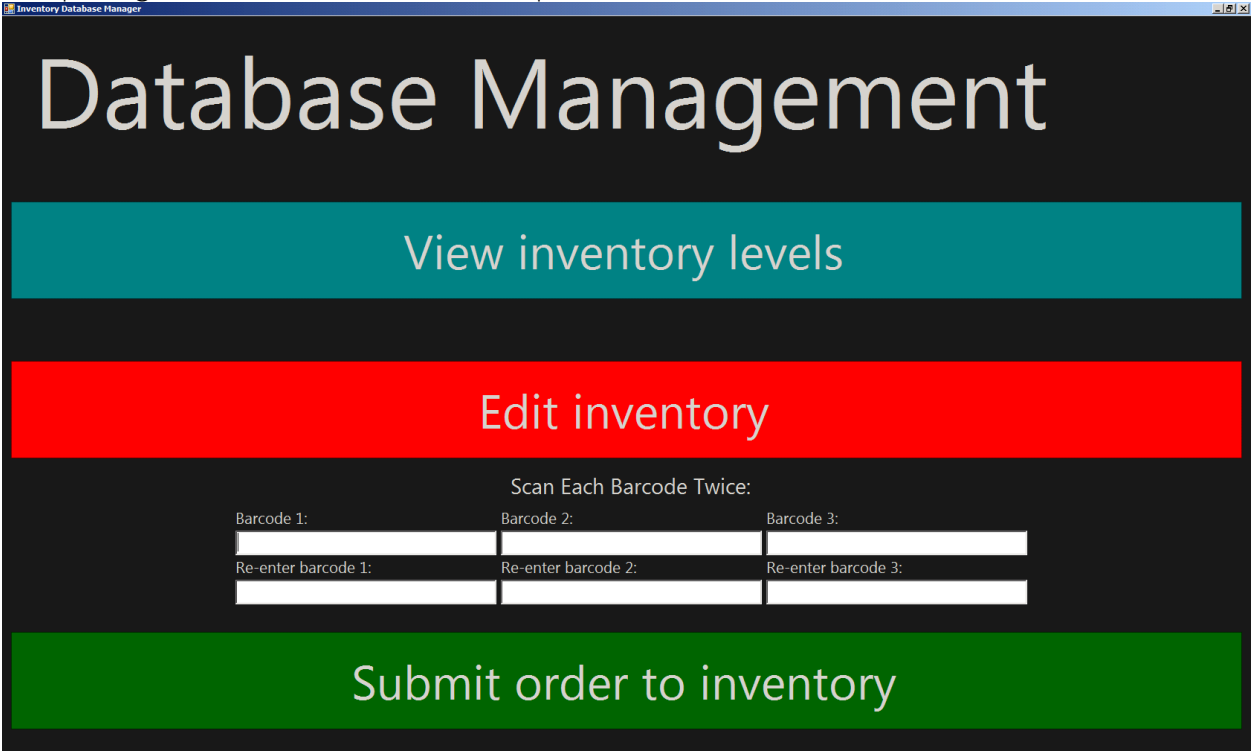 Inventory Database Manager
Database Management
View inventory levels
Edit inventory
Scan Each Barcode Twice:
Barcode 1: Barcode 2: Barcode 3:
Re-enter barcode 1: Re-enter barcode 2: Re-enter barcode 3:
Submit order to inventory